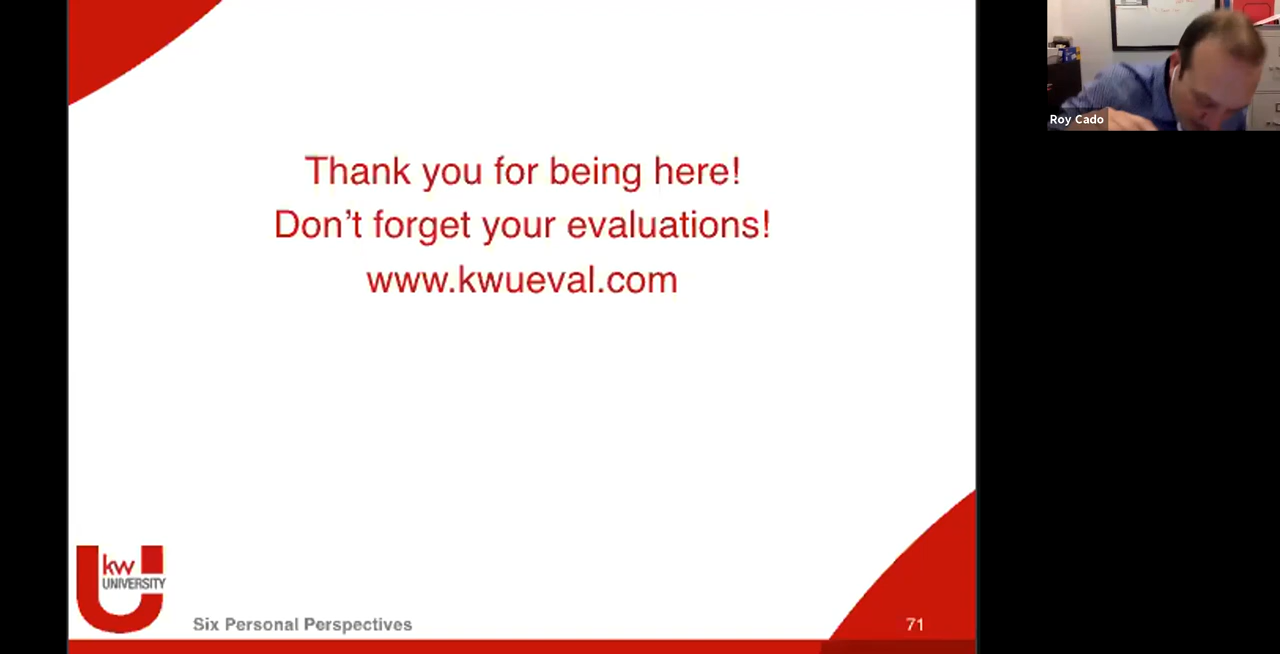 Thank you for being here!
Don't forget your evaluations!
www.kwueval.com
Roy Cado
kw
UNIVERSITY
Six Personal Perspectives
71